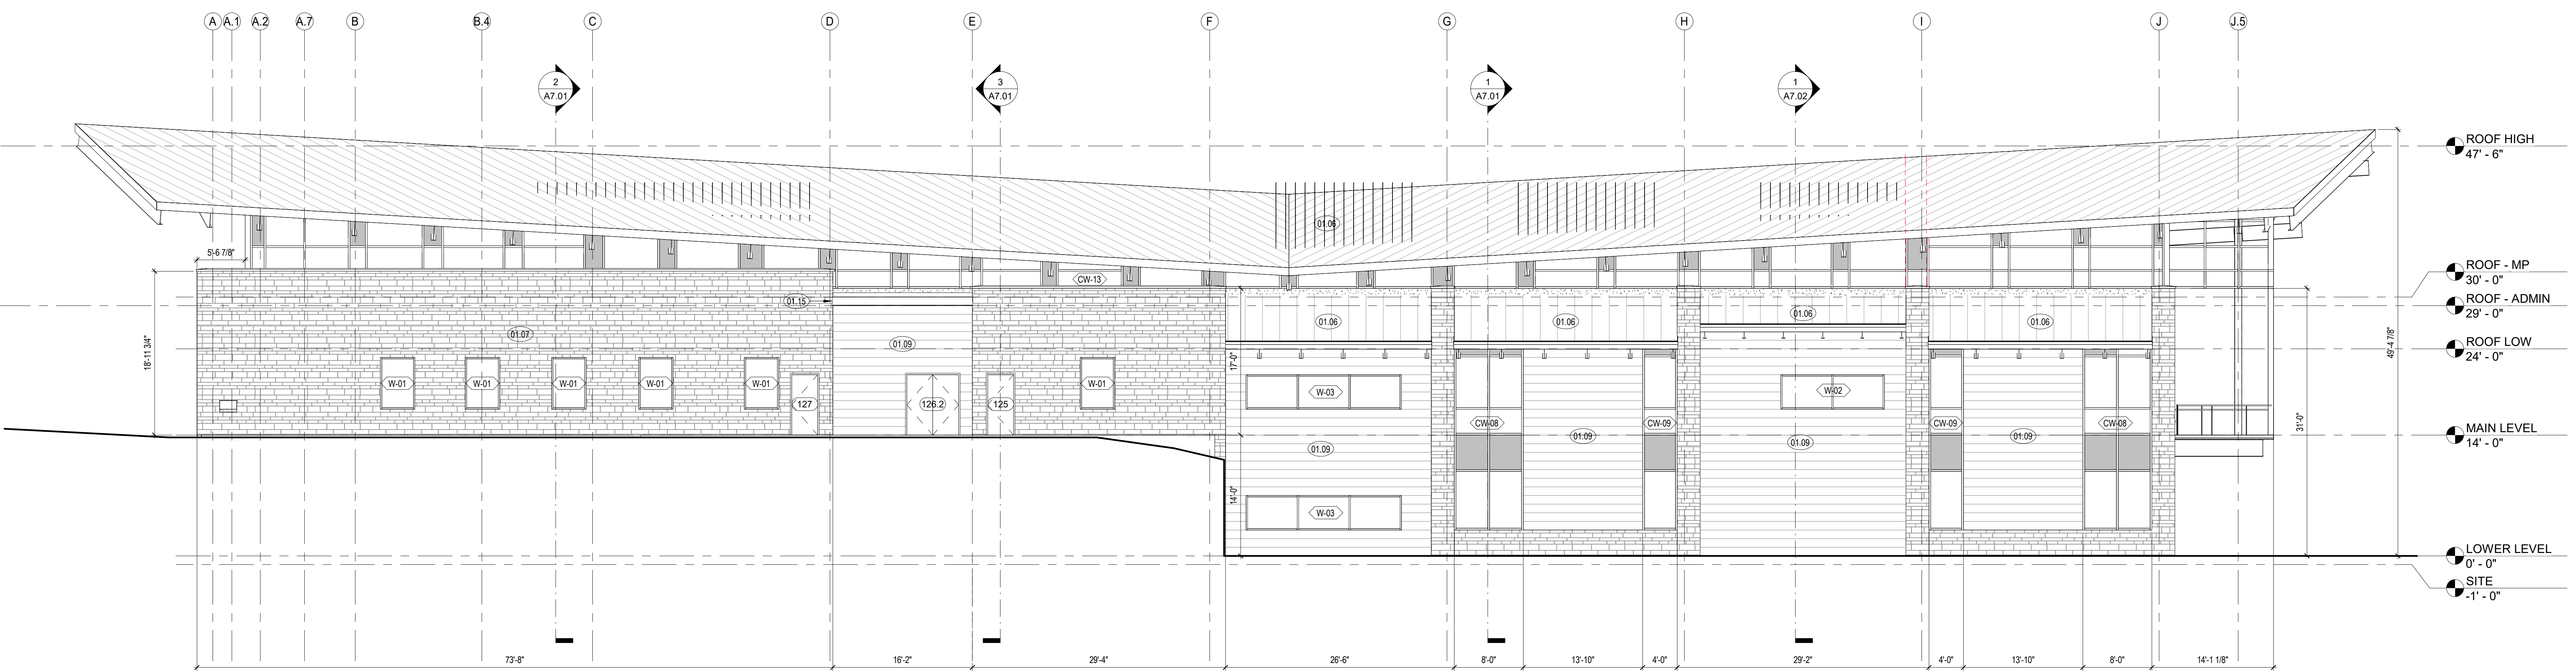 A A.1 A.2 A.7 B B.4 C D E F G H I J J.5
2 3 1 1
A7.01 A7.01 A7.01 A7.02
ROOF HIGH
47' - 6"
01.06
5'-6 7/8"
ROOF - MP
30' - 0"
CW-13
01.15
ROOF - ADMIN
29' - 0"
01.06 01.06 01.06 01.06
01.07
01.09
ROOF LOW
24' - 0"
18'-11 3/4"
17'-0"
49'-4 7/8"
W-01 W-01 W-01 W-01 W-01 W-01
W-03 W-02
127 126.2 125
31'-0"
CW-08 CW-09 CW-09 CW-08
MAIN LEVEL
14' - 0"
01.09 01.09 01.09 01.09
14'-0"
W-03
LOWER LEVEL
0' - 0"
SITE
-1' - 0"
73'-8" 16'-2" 29'-4" 26'-6" 8'-0" 13'-10" 4'-0" 29'-2" 4'-0" 13'-10" 8'-0" 14'-1 1/8"